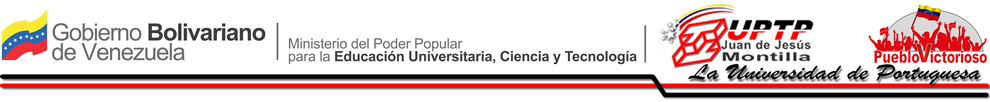 Gobierno Bolivariano
de Venezuela
Ministerio del Poder Popular
para la Educación Universitaria, Ciencia y Tecnología
UPTP
Juan de Jesús
Montilla
La Universidad de Portuguesa
PuebloVictorioso